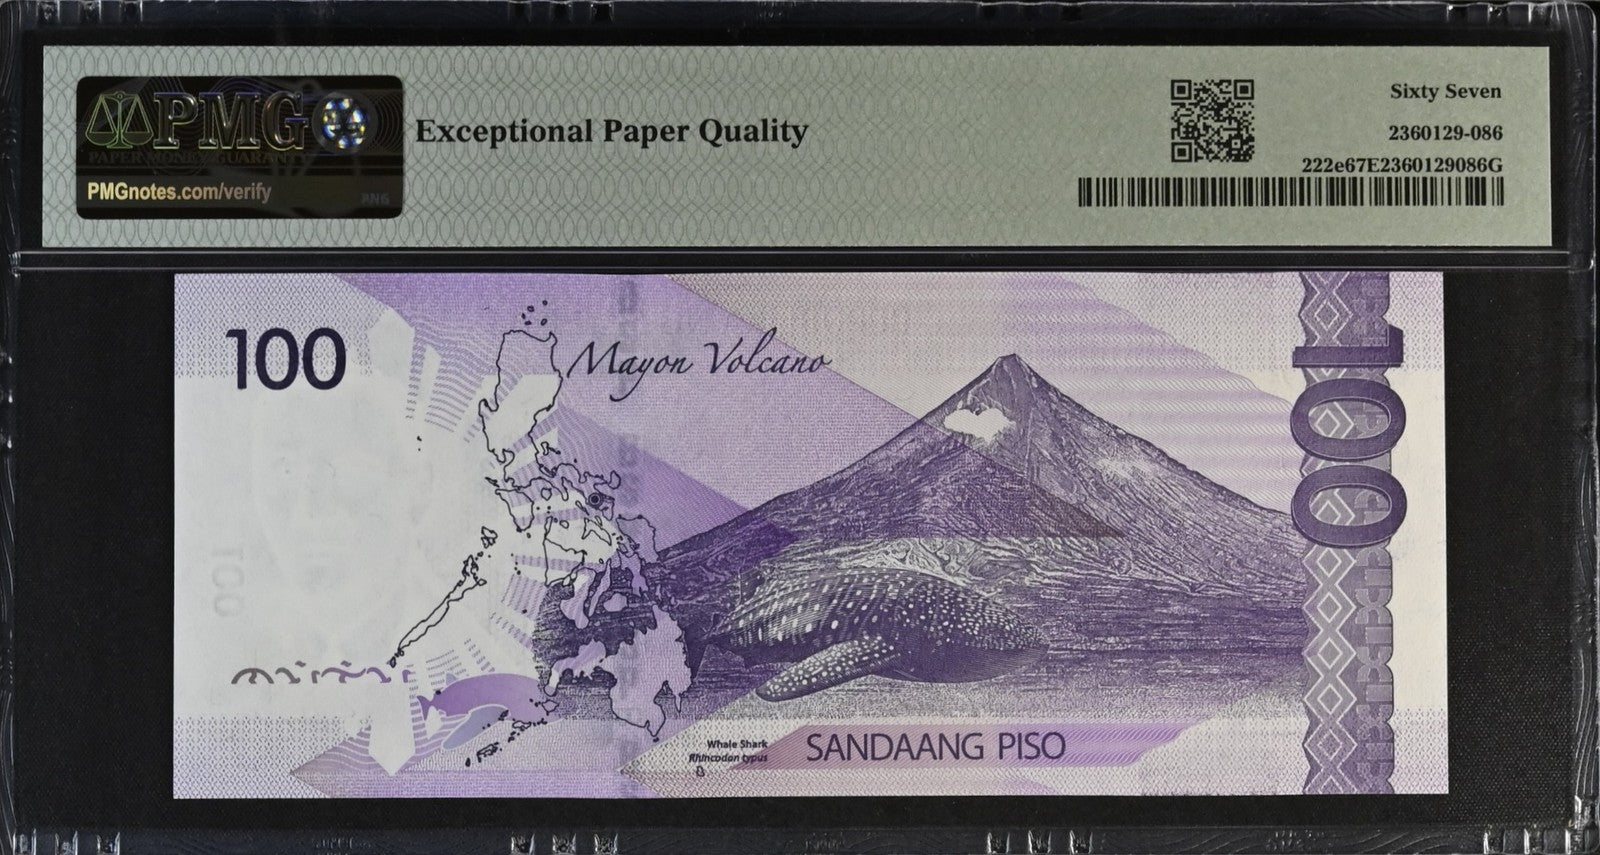 PMG
PAPER MONEY GUARANTY
PMGnotes.com/verify
Exceptional Paper Quality
Sixty Seven
2360129-086
222e67E2360129086G
100
Mayon Volcano
100
Whale Shark
Rhincodon typus
SANDAANG PISO